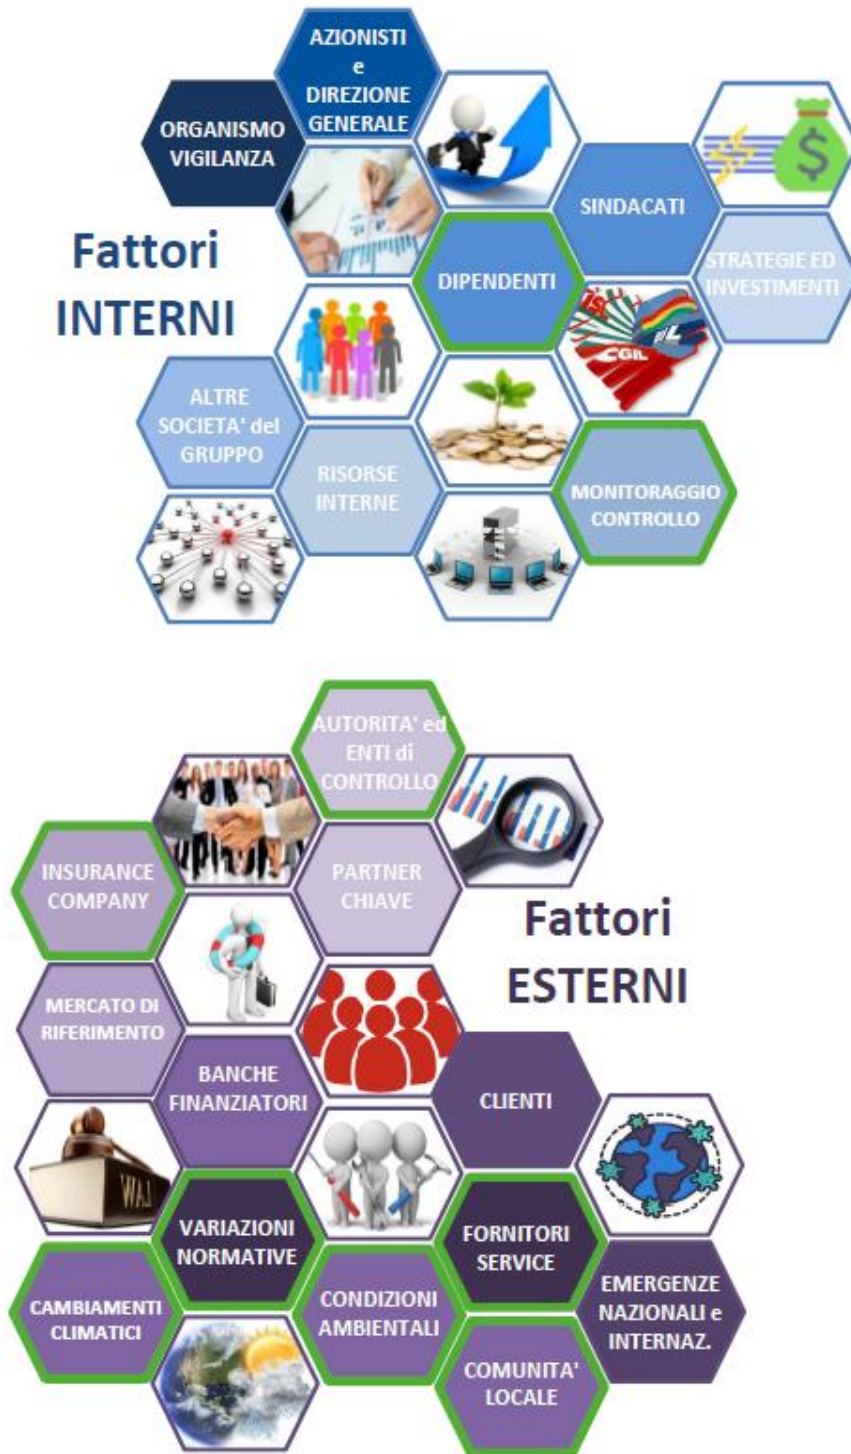 AZIONISTI
e
DIREZIONE
GENERALE
ORGANISMO
VIGILANZA
SINDACATI
$
Fattori
INTERNI
DIPENDENTI
STRATEGIE ED
INVESTIMENTI
CGIL
UIL
ALTRE
SOCIETA' del
GRUPPO
RISORSE
INTERNE
MONITORAGGIO
CONTROLLO
AUTORITA' ed
ENTI di
CONTROLLO
INSURANCE
COMPANY
PARTNER
CHIAVE
Fattori
ESTERNI
MERCATO DI
RIFERIMENTO
BANCHE
FINANZIATORI
CLIENTI
LAW
VARIAZIONI
NORMATIVE
FORNITORI
SERVICE
EMERGENZE
NAZIONALI e
INTERNAZ.
CAMBIAMENTI
CLIMATICI
CONDIZIONI
AMBIENTALI
COMUNITA'
LOCALE